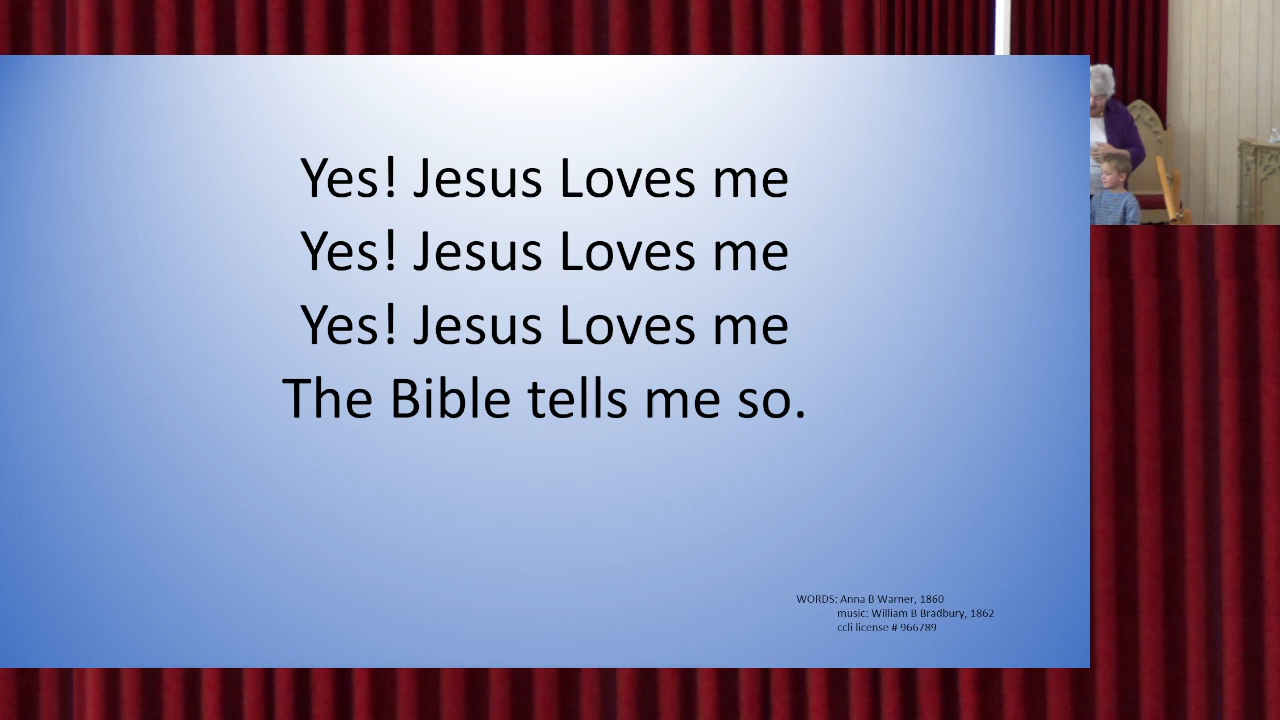 Yes! Jesus Loves me
Yes! Jesus Loves me
Yes! Jesus Loves me
The Bible tells me so.
WORDS: Anna B Warner, 1860
music: William B Bradbury, 1862
ccli license # 966789